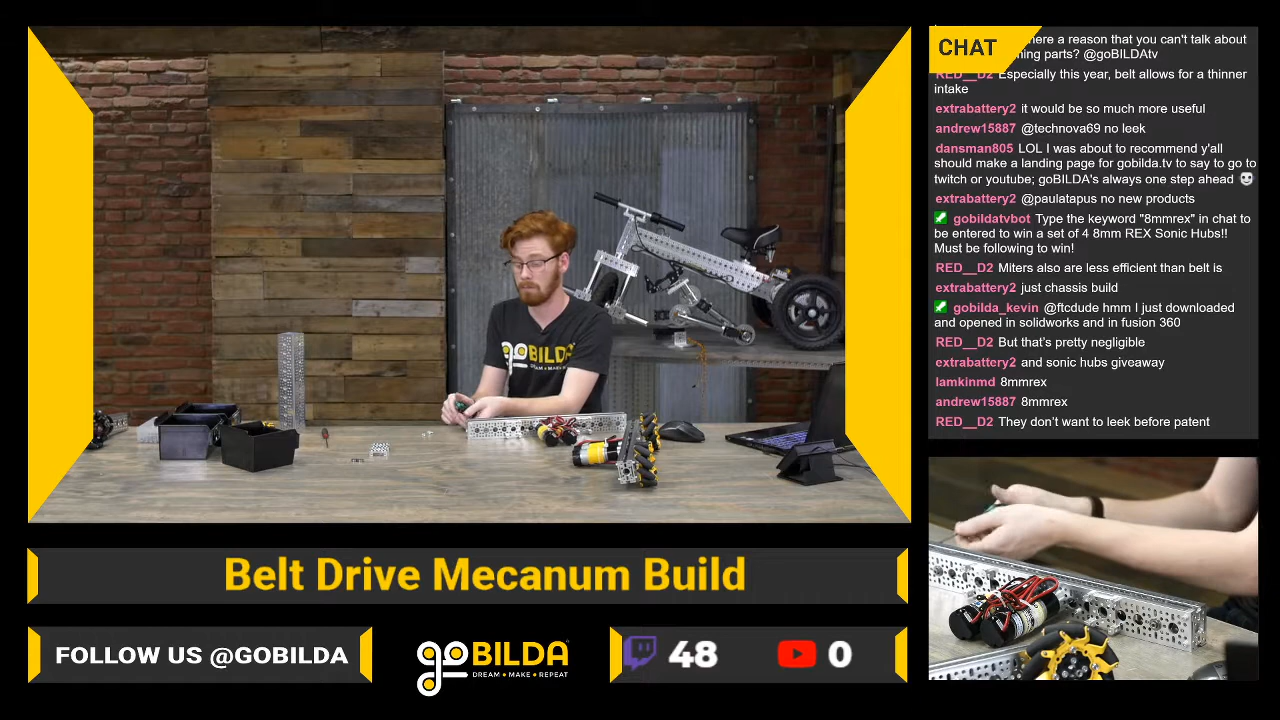 CHAT
here a reason that you can't talk about
ning parts? @goBILDAtv
RED__D2 Especially this year, belt allows for a thinner
intake
extrabattery2 it would be so much more useful
andrew15887 @technova69 no leek
dansman805 LOL I was about to recommend y'all
should make a landing page for gobilda.tv to say to go to
twitch or youtube; goBILDA's always one step ahead
extrabattery2 @paulatapus no new products
gobildatvbot Type the keyword "8mmrex" in chat to
be entered to win a set of 4 8mm REX Sonic Hubs!!
Must be following to win!
RED__D2 Miters also are less efficient than belt is
extrabattery2 just chassis build
gobilda_kevin @ftcdude hmm I just downloaded
and opened in solidworks and in fusion 360
RED__D2 But that's pretty negligible
extrabattery2 and sonic hubs giveaway
lamkinmd 8mmrex
andrew15887 8mmrex
RED__D2 They don't want to leek before patent
goBILDA
DREAM • MAKE •
Belt Drive Mecanum Build
FOLLOW US @GOBILDA
goBILDA
DREAM • MAKE • REPEAT
48
0